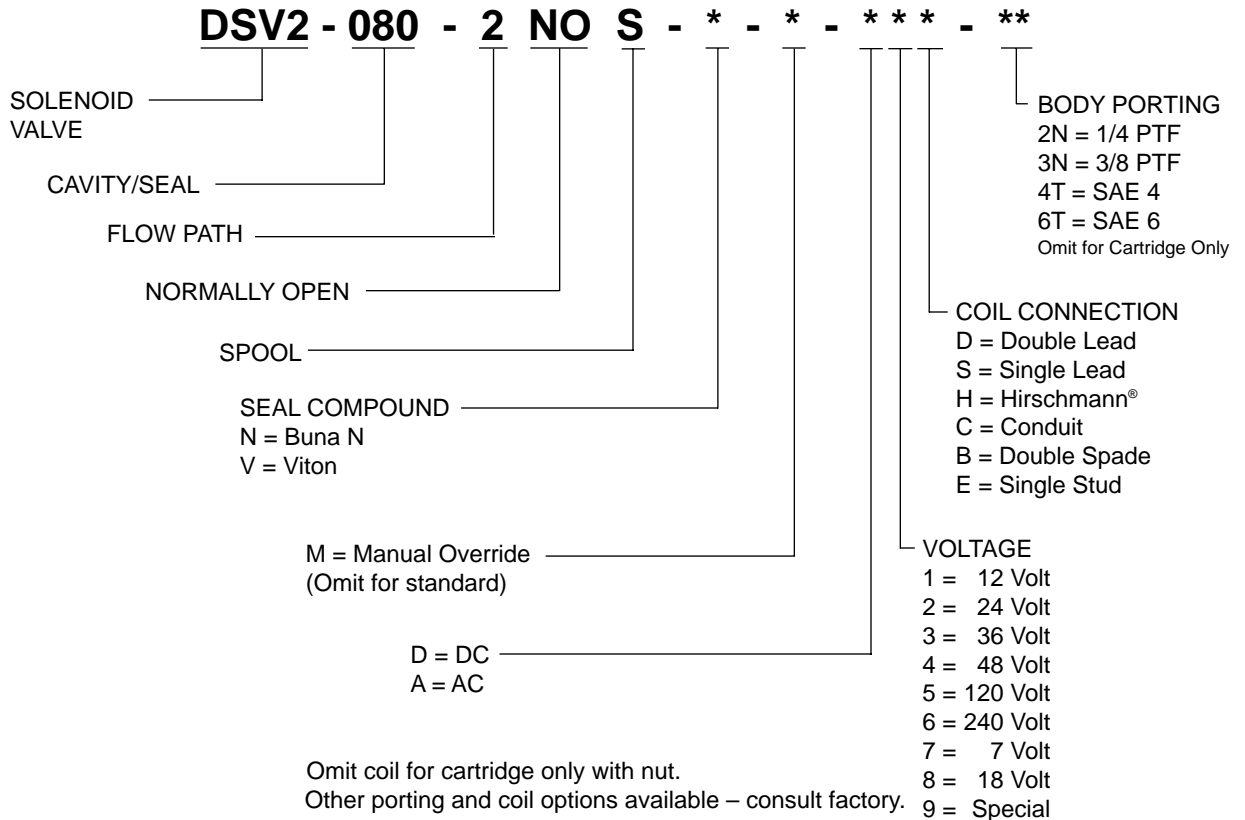 DSV2 - 080 - 2 NO S - * - * - * * * - **
SOLENOID
VALVE
CAVITY/SEAL
FLOW PATH
NORMALLY OPEN
SPOOL
SEAL COMPOUND
N = Buna N
V = Viton
M = Manual Override
(Omit for standard)
D = DC
A = AC
BODY PORTING
2N = 1/4 PTF
3N = 3/8 PTF
4T = SAE 4
6T = SAE 6
Omit for Cartridge Only
COIL CONNECTION
D = Double Lead
S = Single Lead
H = Hirschmann®
C = Conduit
B = Double Spade
E = Single Stud
VOLTAGE
1 = 12 Volt
2 = 24 Volt
3 = 36 Volt
4 = 48 Volt
5 = 120 Volt
6 = 240 Volt
7 = 7 Volt
8 = 18 Volt
9 = Special
Omit coil for cartridge only with nut.
Other porting and coil options available – consult factory.